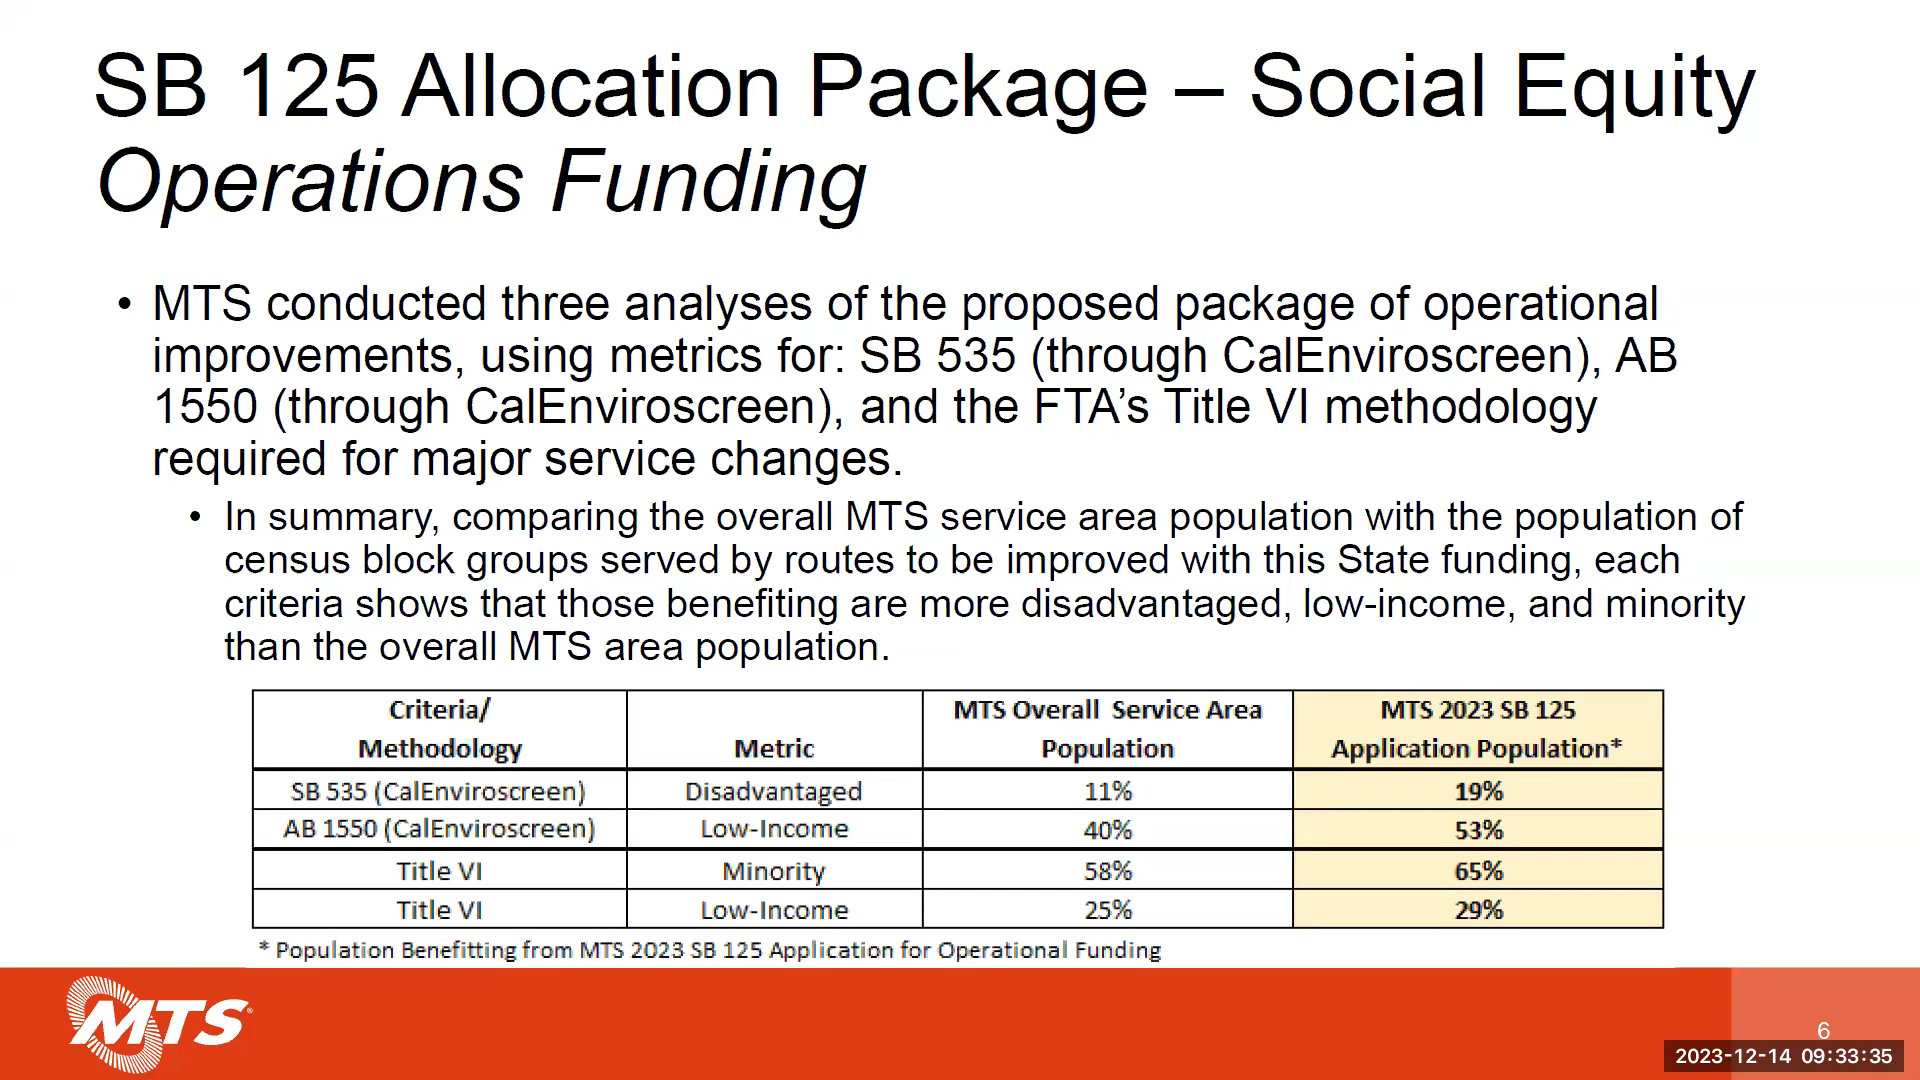 SB 125 Allocation Package – Social Equity
Operations Funding
• MTS conducted three analyses of the proposed package of operational
improvements, using metrics for: SB 535 (through CalEnviroscreen), AB
1550 (through CalEnviroscreen), and the FTA’s Title VI methodology
required for major service changes.
• In summary, comparing the overall MTS service area population with the population of
census block groups served by routes to be improved with this State funding, each
criteria shows that those benefiting are more disadvantaged, low-income, and minority
than the overall MTS area population.
Criteria/ MTS Overall Service Area MTS 2023 SB 125
Methodology Metric Population Application Population*
SB 535 (CalEnviroscreen) Disadvantaged 11% 19%
AB 1550 (CalEnviroscreen) Low-Income 40% 53%
Title VI Minority 58% 65%
Title VI Low-Income 25% 29%
* Population Benefitting from MTS 2023 SB 125 Application for Operational Funding
MTS®
6
2023-12-14 09:33:35